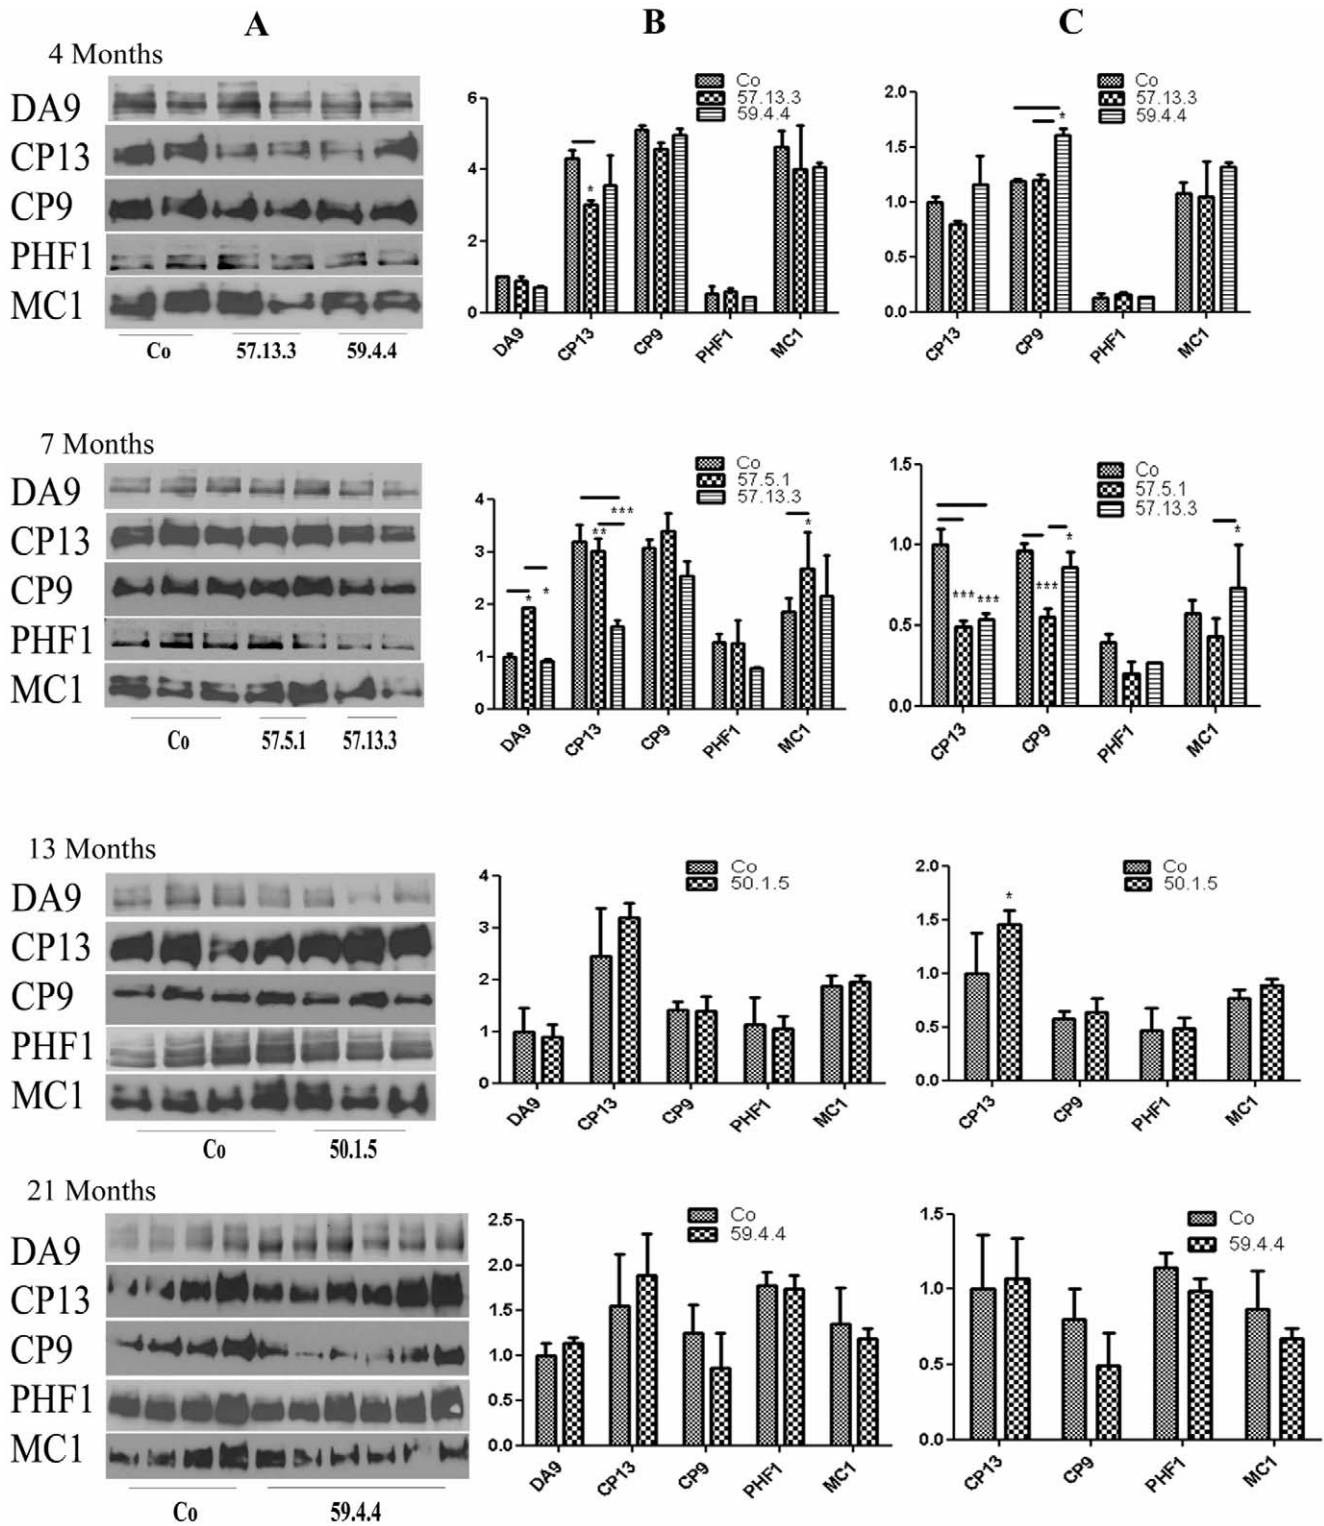 A
B
C
4 Months
DA9
CP13
CP9
PHF1
MC1
Co
57.13.3
59.4.4
6
4
2
0
Co
57.13.3
59.4.4
*
DA9
CP13
CP9
PHF1
MC1
2.0
1.5
1.0
0.5
0.0
Co
57.13.3
59.4.4
*
CP13
CP9
PHF1
MC1
7 Months
DA9
CP13
CP9
PHF1
MC1
Co
57.5.1
57.13.3
4
3
2
1
0
Co
57.5.1
57.13.3
*
*
**
***
*
DA9
CP13
CP9
PHF1
MC1
1.5
1.0
0.5
0.0
Co
57.5.1
57.13.3
***
***
***
*
*
CP13
CP9
PHF1
MC1
13 Months
DA9
CP13
CP9
PHF1
MC1
Co
50.1.5
4
3
2
1
0
Co
50.1.5
DA9
CP13
CP9
PHF1
MC1
2.0
1.5
1.0
0.5
0.0
Co
50.1.5
*
CP13
CP9
PHF1
MC1
21 Months
DA9
CP13
CP9
PHF1
MC1
Co
59.4.4
2.5
2.0
1.5
1.0
0.5
0.0
Co
59.4.4
DA9
CP13
CP9
PHF1
MC1
1.5
1.0
0.5
0.0
Co
59.4.4
CP13
CP9
PHF1
MC1